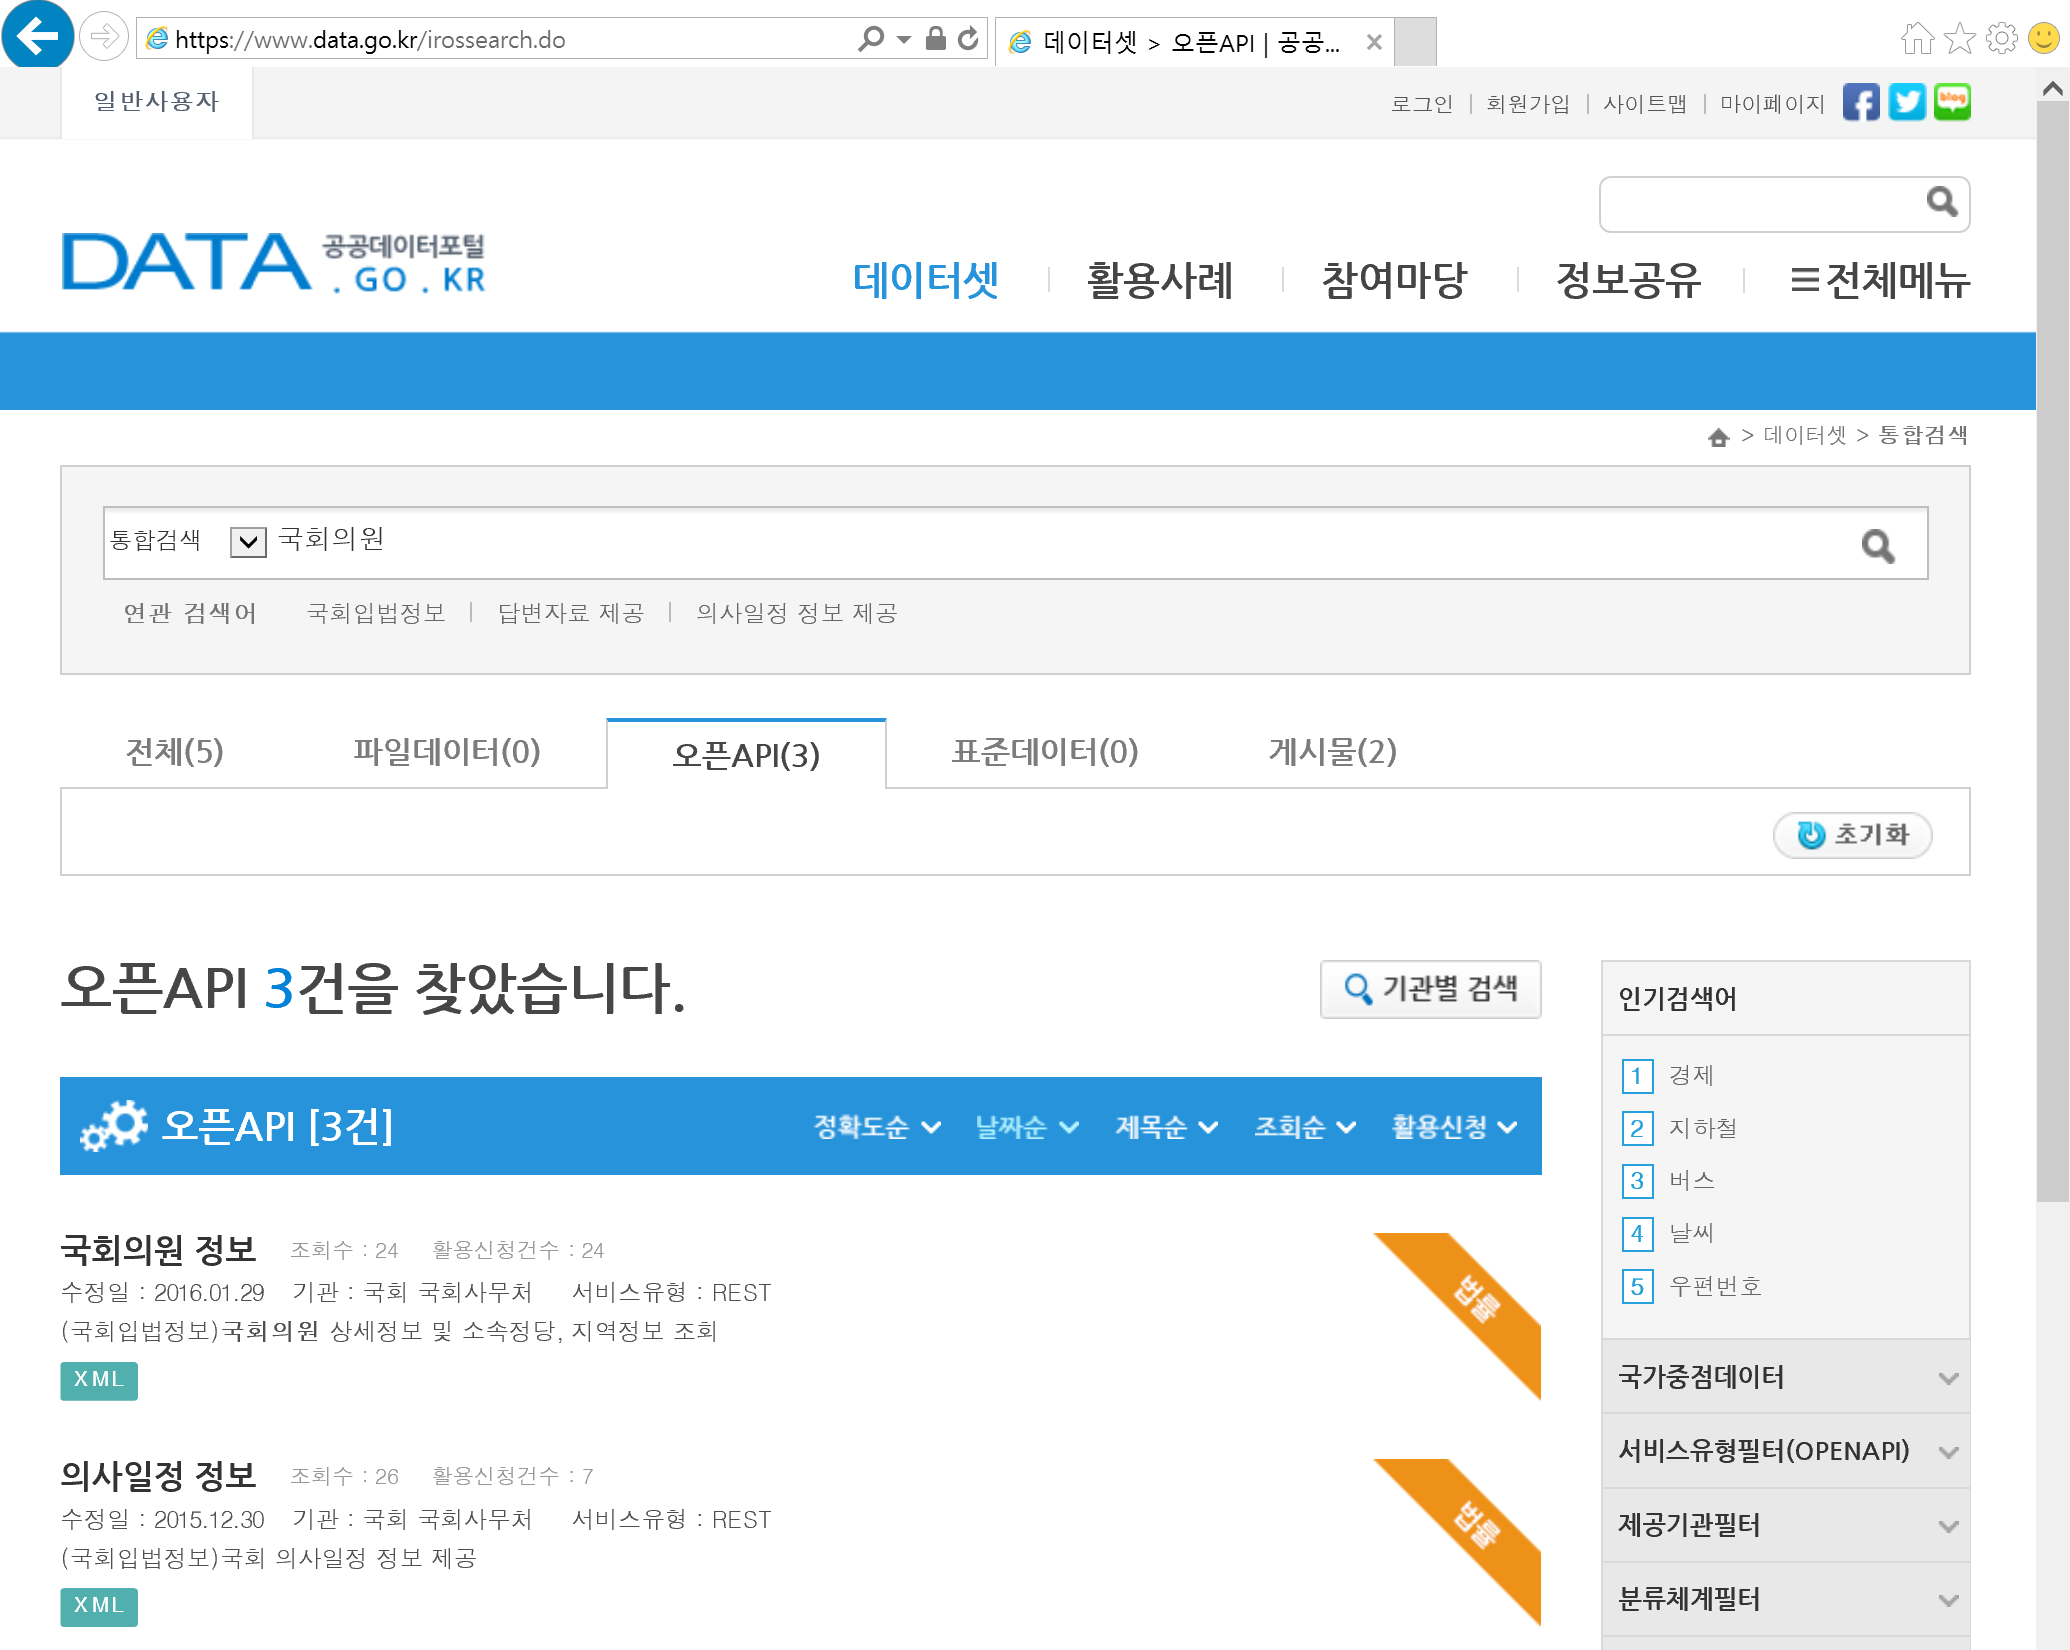 https://www.data.go.kr/irossearch.do
데이터셋 > 오픈API | 공공...
일반사용자
로그인 | 회원가입 | 사이트맵 | 마이페이지
blog
DATA 공공데이터포털
.GO.KR
데이터셋 | 활용사례 | 참여마당 | 정보공유 | 전체메뉴
> 데이터셋 > 통합검색
통합검색 국회의원
연관 검색어 국회입법정보 | 답변자료 제공 | 의사일정 정보 제공
전체(5) 파일데이터(0) 오픈API(3) 표준데이터(0) 게시물(2)
초기화
오픈API 3건을 찾았습니다.
기관별 검색
오픈API [3건]
정확도순 날짜순 제목순 조회순 활용신청
국회의원 정보 조회수 : 24 활용신청건수 : 24
수정일 : 2016.01.29 기관 : 국회 국회사무처 서비스유형 : REST
(국회입법정보)국회의원 상세정보 및 소속정당, 지역정보 조회
XML
법률
의사일정 정보 조회수 : 26 활용신청건수 : 7
수정일 : 2015.12.30 기관 : 국회 국회사무처 서비스유형 : REST
(국회입법정보)국회 의사일정 정보 제공
XML
법률
인기검색어
1 경제
2 지하철
3 버스
4 날씨
5 우편번호
국가중점데이터
서비스유형필터(OPENAPI)
제공기관필터
분류체계필터